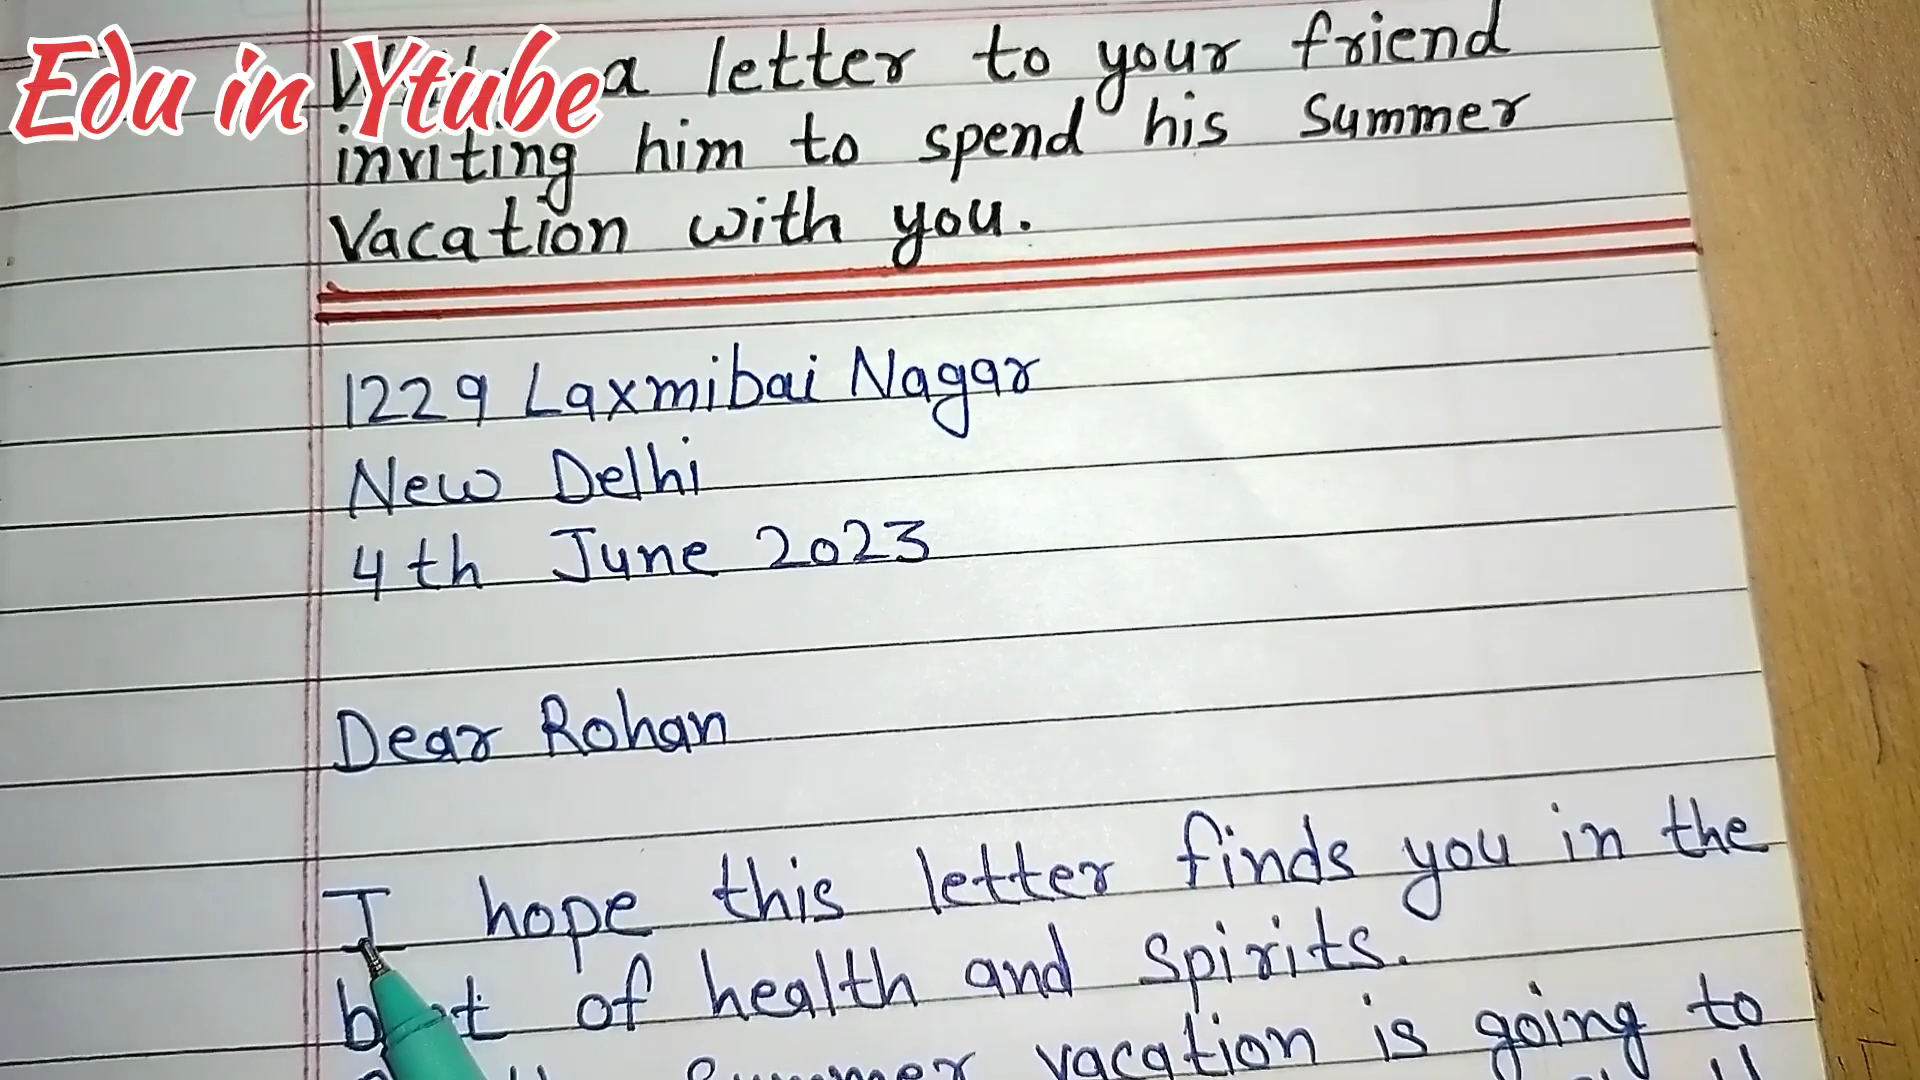 Edu in Ytube
a letter to your friend
inviting him to spend his Summer
Vacation with you.
1229 Laxmibai Nagar
New Delhi
4th June 2023
Dear Rohan
I hope this letter finds you in the
of health and spirits.
Summer vacation is going to